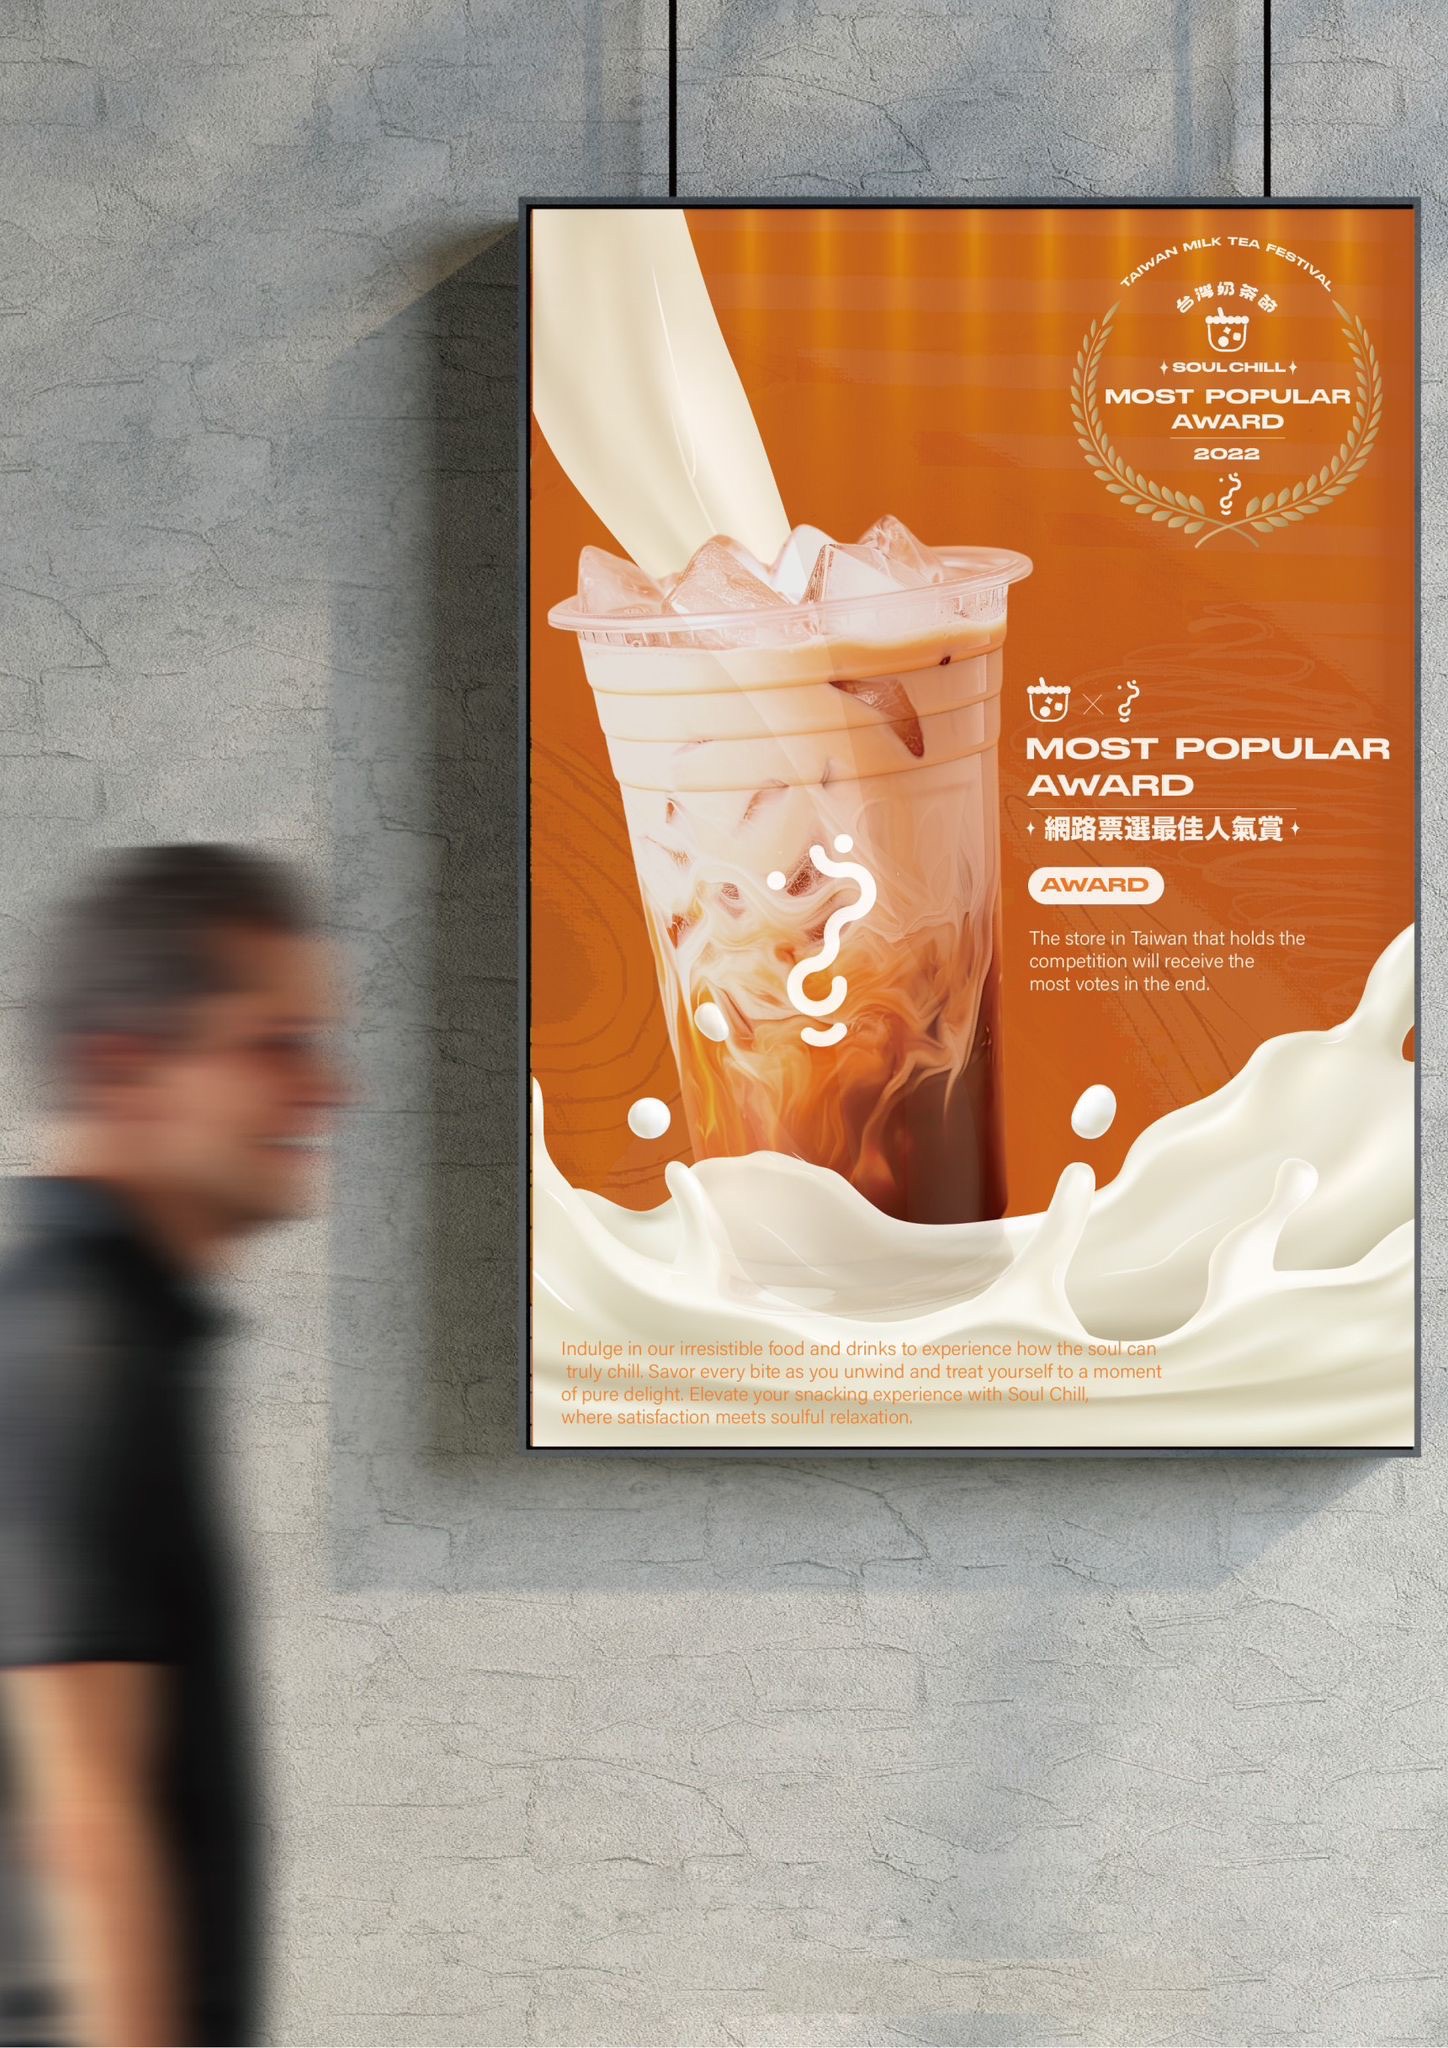 TAIWAN MILK TEA FESTIVAL
台灣奶茶節
SOULCHILL
MOST POPULAR
AWARD
2022
MOST POPULAR
AWARD
網路票選最佳人氣賞
AWARD
The store in Taiwan that holds the
competition will receive the
most votes in the end.
Indulge in our irresistible food and drinks to experience how the soul can
truly chill. Savor every bite as you unwind and treat yourself to a moment
of pure delight. Elevate your snacking experience with Soul Chill,
where satisfaction meets soulful relaxation.